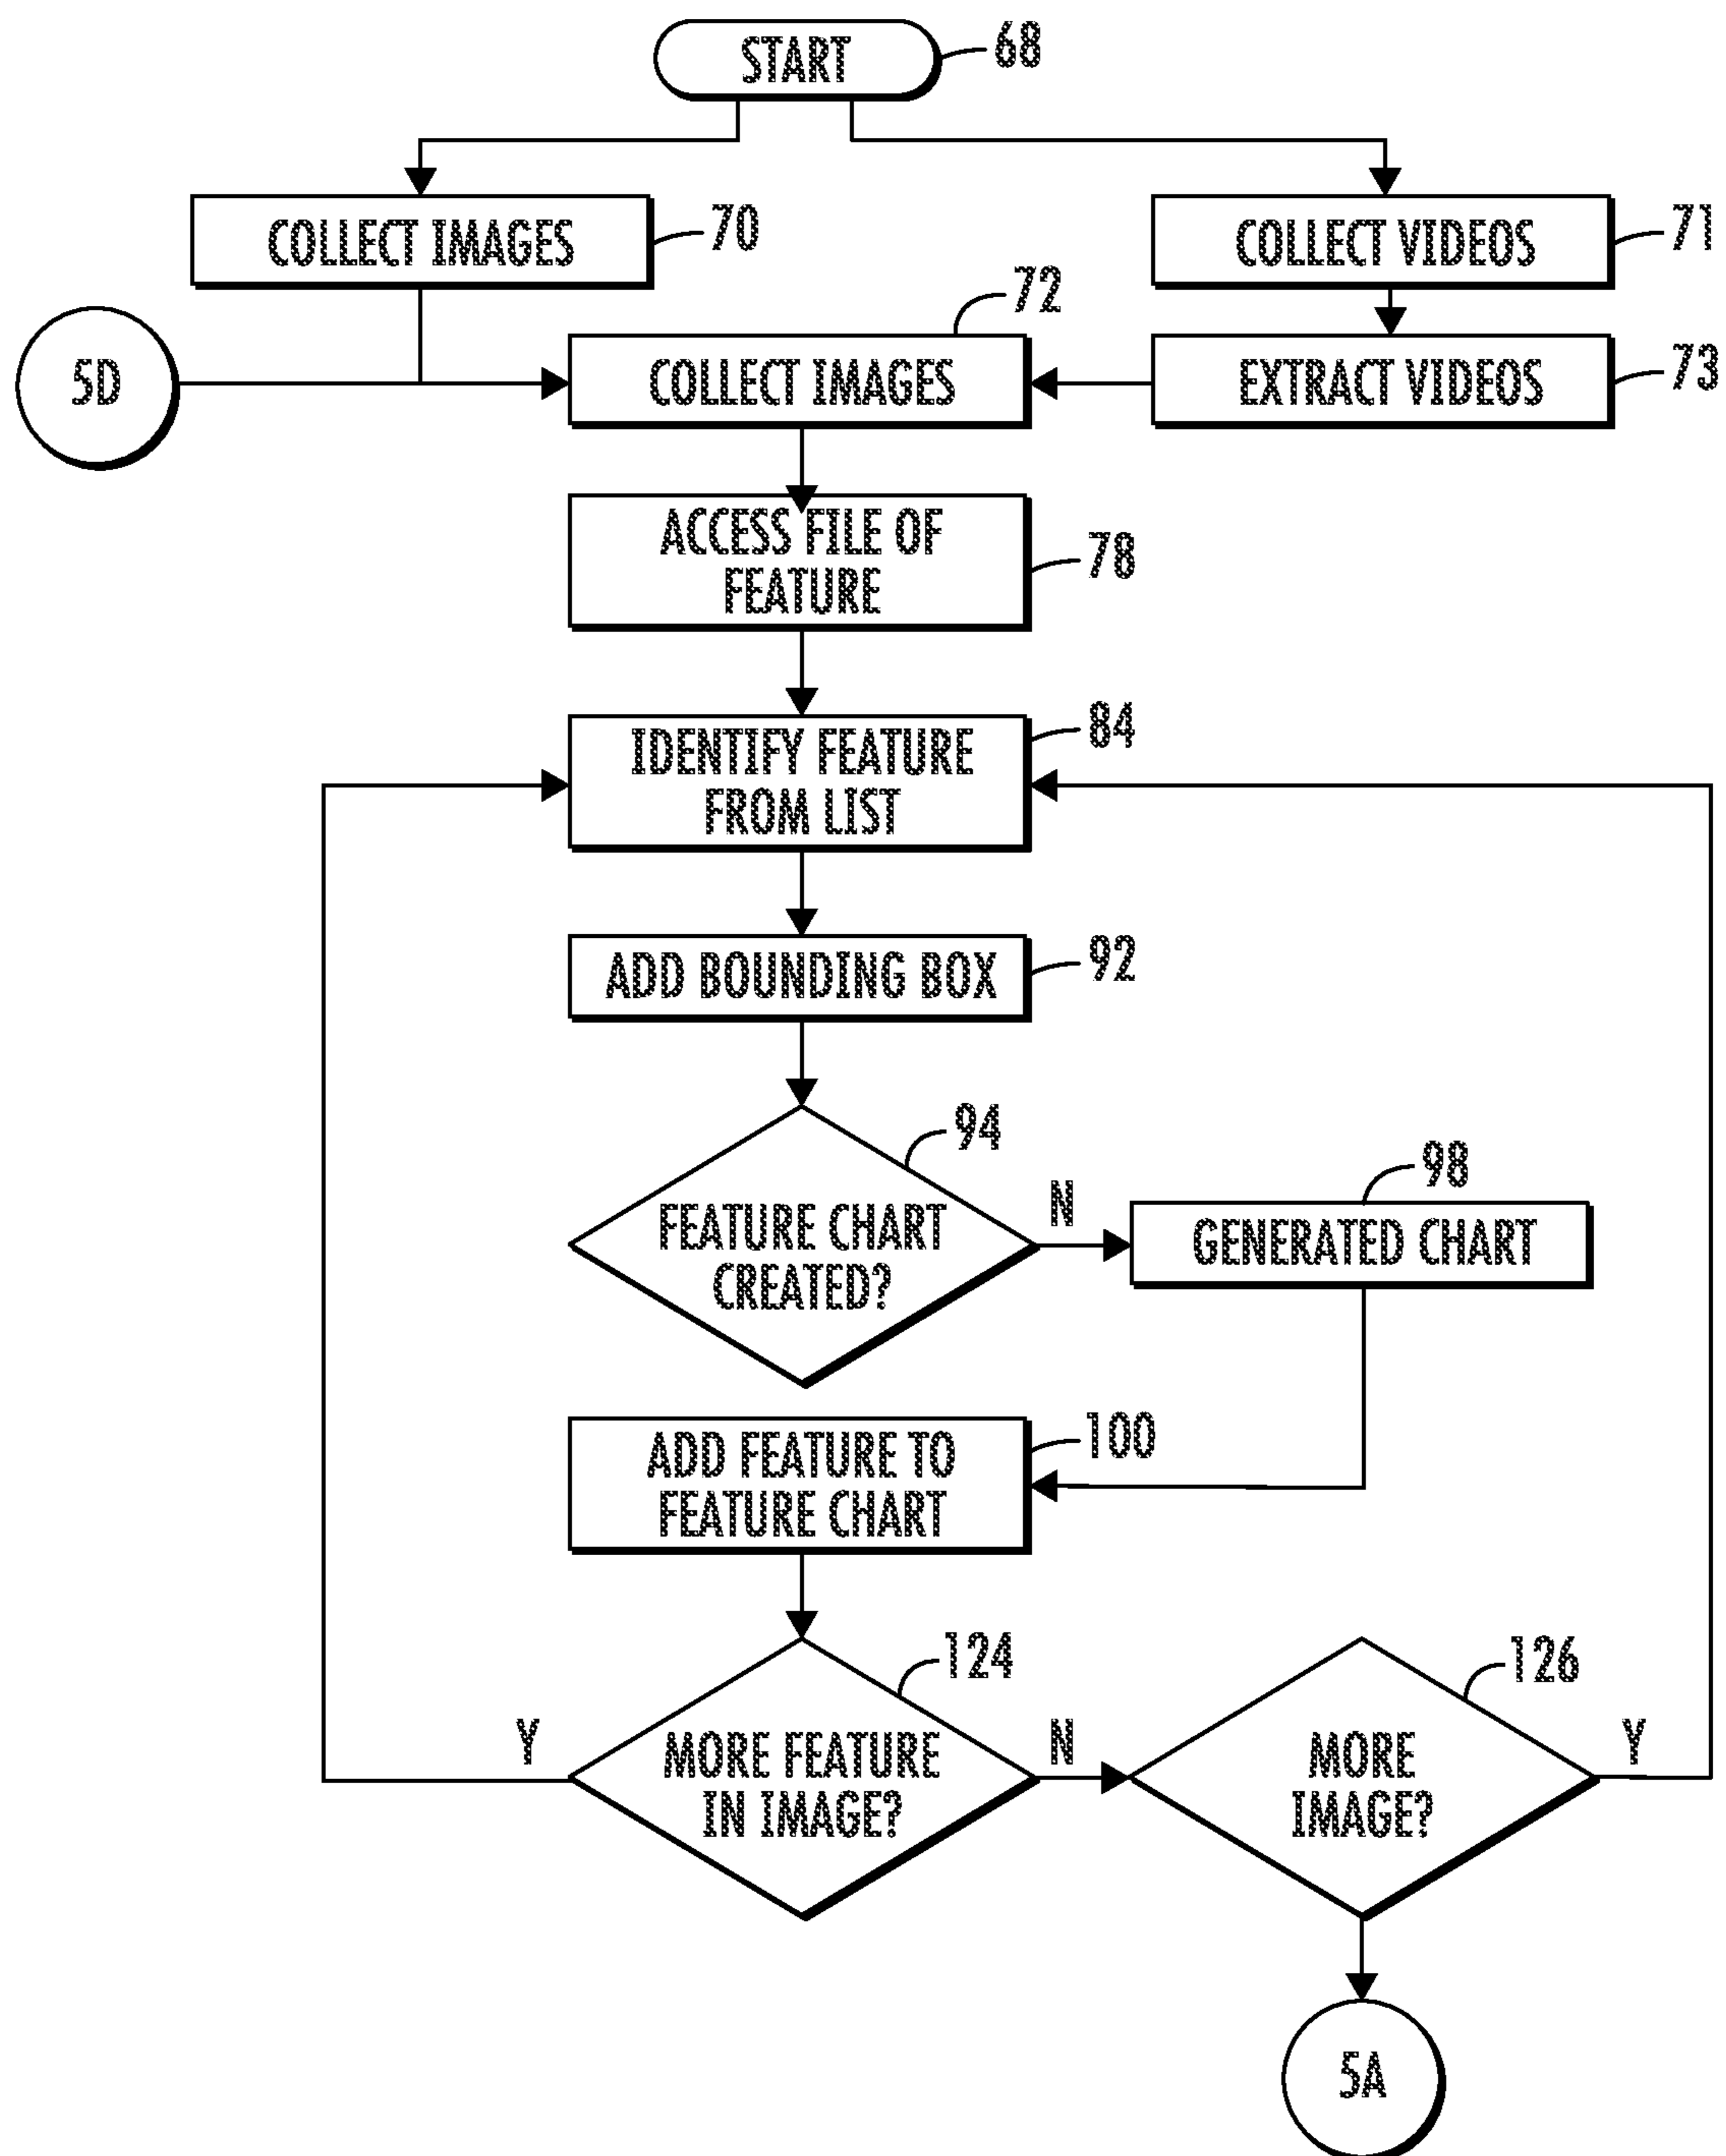 START
68
COLLECT IMAGES
70
COLLECT VIDEOS
71
5D
72
COLLECT IMAGES
EXTRACT VIDEOS
73
ACCESS FILE OF
FEATURE
78
IDENTIFY FEATURE
FROM LIST
84
ADD BOUNDING BOX
92
94
FEATURE CHART
CREATED?
N
98
GENERATED CHART
ADD FEATURE TO
FEATURE CHART
100
124
Y
MORE FEATURE
IN IMAGE?
N
126
MORE
IMAGE?
Y
5A